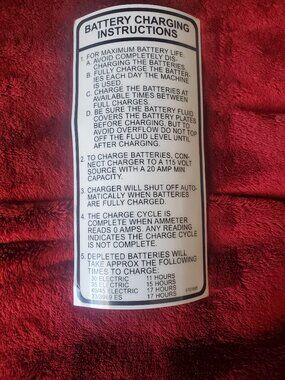 BATTERY CHARGING
INSTRUCTIONS
1. FOR MAXIMUM BATTERY LIFE
A. AVOID COMPLETELY DIS-
CHARGING THE BATTERIES.
B. FULLY CHARGE THE BATTER-
IES EACH DAY THE MACHINE
IS USED.
C. CHARGE THE BATTERIES AT
AVAILABLE TIMES BETWEEN
FULL CHARGES.
D. BE SURE THE BATTERY FLUID
COVERS THE BATTERY PLATES
BEFORE CHARGING, BUT TO
AVOID OVERFLOW DO NOT TOP
OFF THE FLUID LEVEL UNTIL
AFTER CHARGING.
2. TO CHARGE BATTERIES, CON-
NECT CHARGER TO A 115 VOLT
SOURCE WITH A 20 AMP MIN
CAPACITY.
3. CHARGER WILL SHUT OFF AUTO-
MATICALLY WHEN BATTERIES
ARE FULLY CHARGED.
4. THE CHARGE CYCLE IS
COMPLETE WHEN AMMETER
READS 0 AMPS. ANY READING
INDICATES THE CHARGE CYCLE
IS NOT COMPLETE.
5. DEPLETED BATTERIES WILL
TAKE APPROX THE FOLLOWING
TIMES TO CHARGE:
ELECTRIC 11 HOURS
ELECTRIC 15 HOURS
ELECTRIC 17 HOURS
ES 17 HOURS